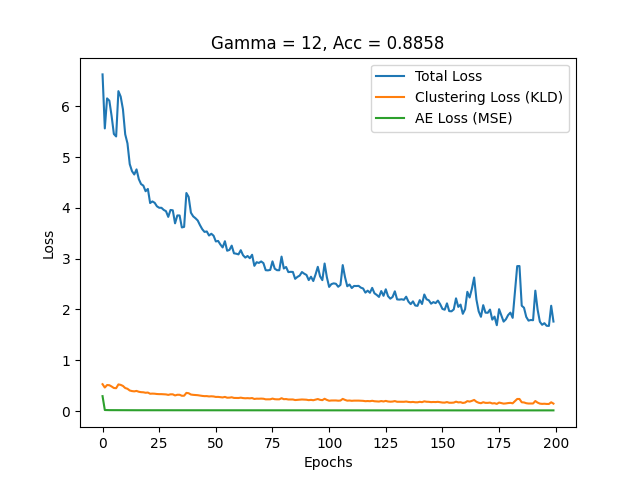 Gamma = 12, Acc = 0.8858
Total Loss
Clustering Loss (KLD)
AE Loss (MSE)
Loss
6
5
4
3
2
1
0
0 25 50 75 100 125 150 175 200
Epochs